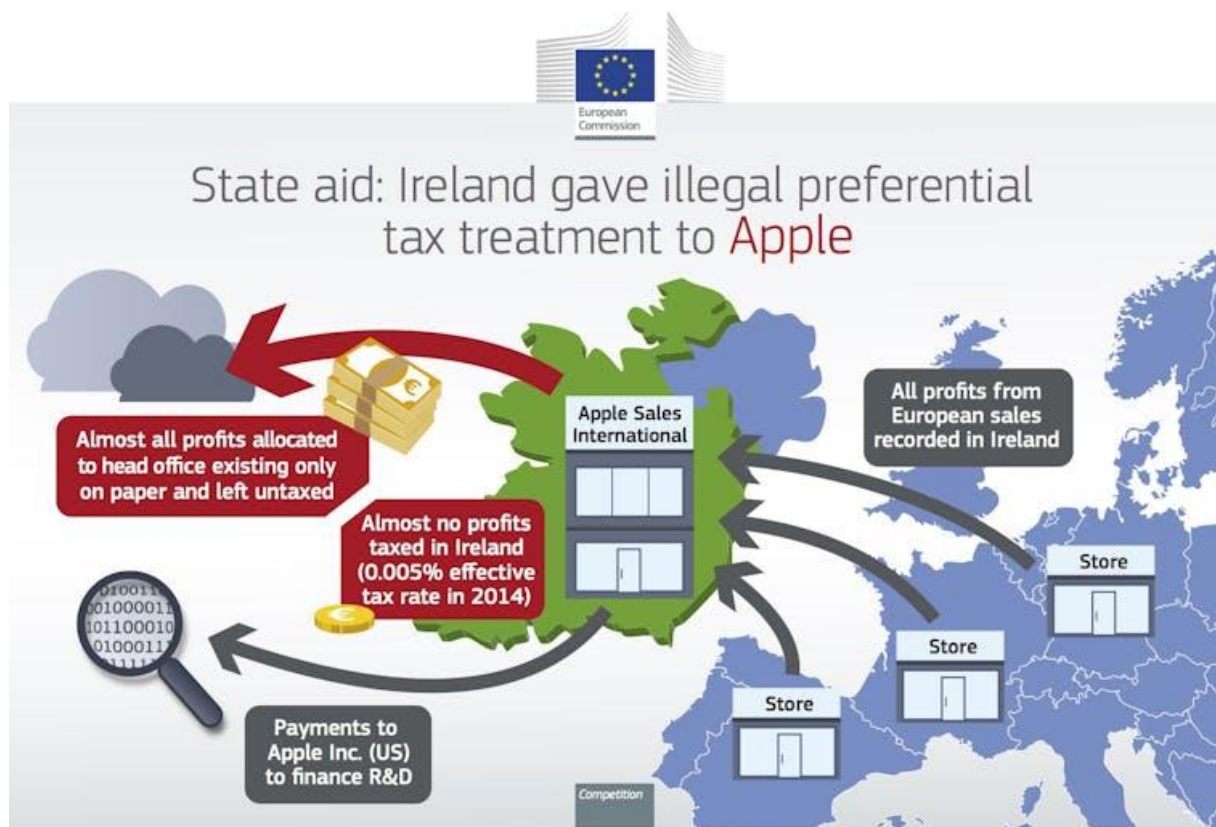 European
Commission
State aid: Ireland gave illegal preferential
tax treatment to Apple
Apple Sales
International
All profits from
European sales
recorded in Ireland
Almost all profits allocated
to head office existing only
on paper and left untaxed
Almost no profits
taxed in Ireland
(0.005% effective
tax rate in 2014)
Store
Store
Store
Payments to
Apple Inc. (US)
to finance R&D
Competition